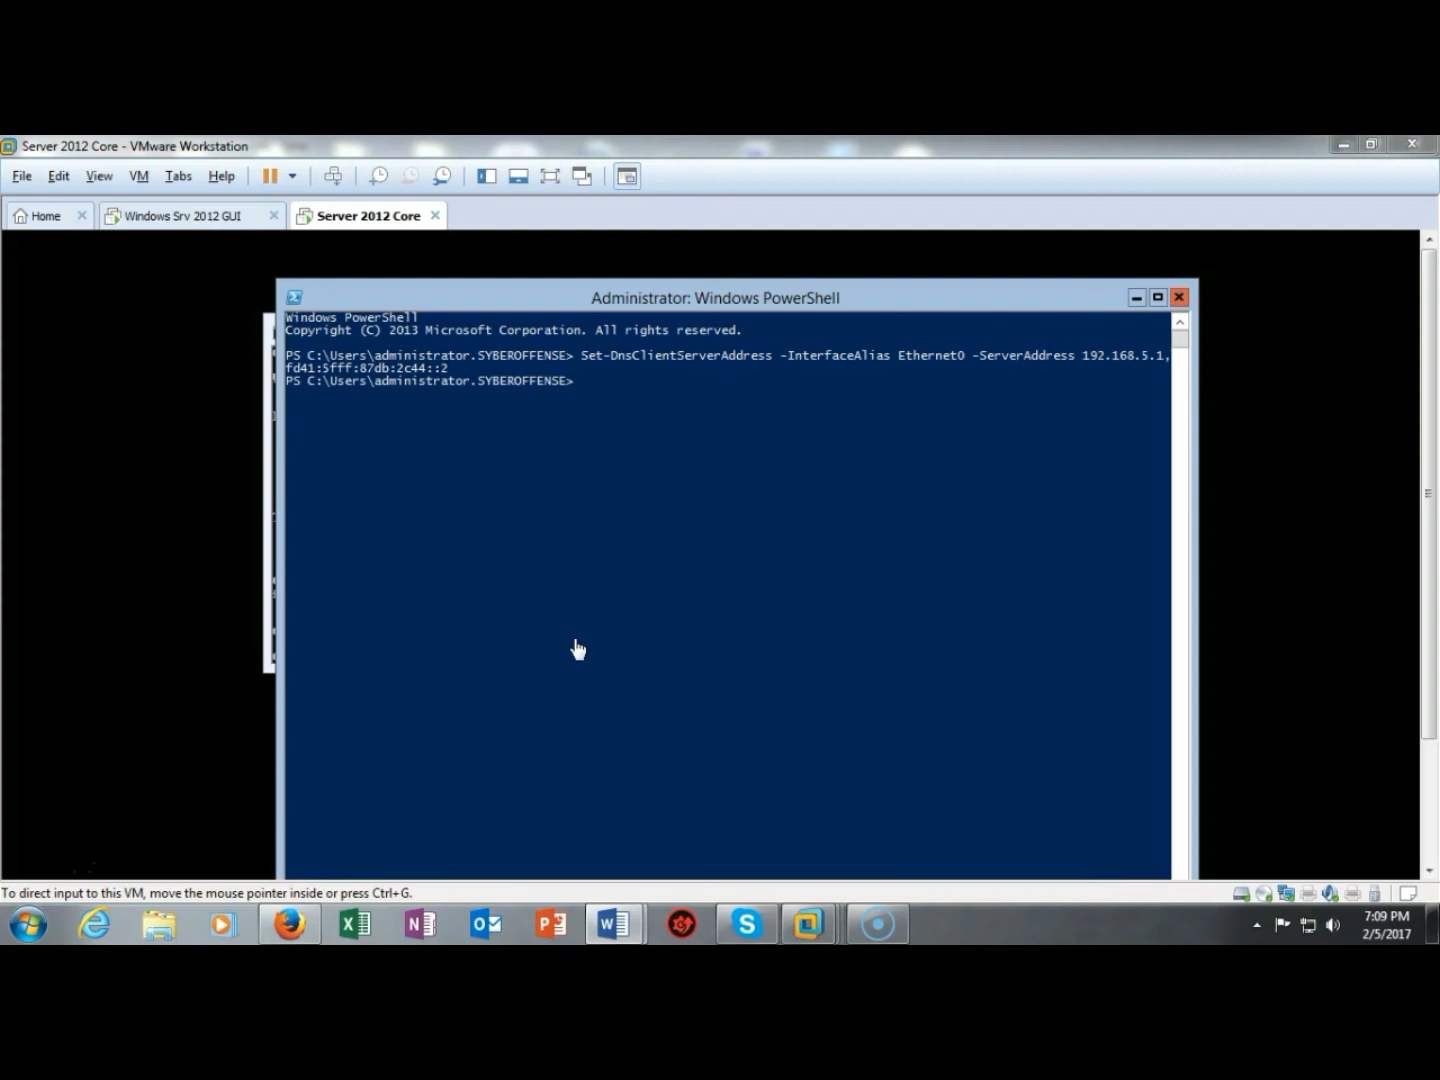 Server 2012 Core - VMware Workstation
File Edit View VM Tabs Help
Home Windows Srv 2012 GUI Server 2012 Core
Administrator: Windows PowerShell
Windows PowerShell
Copyright (C) 2013 Microsoft Corporation. All rights reserved.
PS C:\Users\administrator.SYBEROFFENSE> Set-DnsClientServerAddress -InterfaceAlias Ethernet0 -ServerAddress 192.168.5.1,
fd41:5fff:87db:2c44::2
PS C:\Users\administrator.SYBEROFFENSE>
To direct input to this VM, move the mouse pointer inside or press Ctrl+G.
7:09 PM
2/5/2017